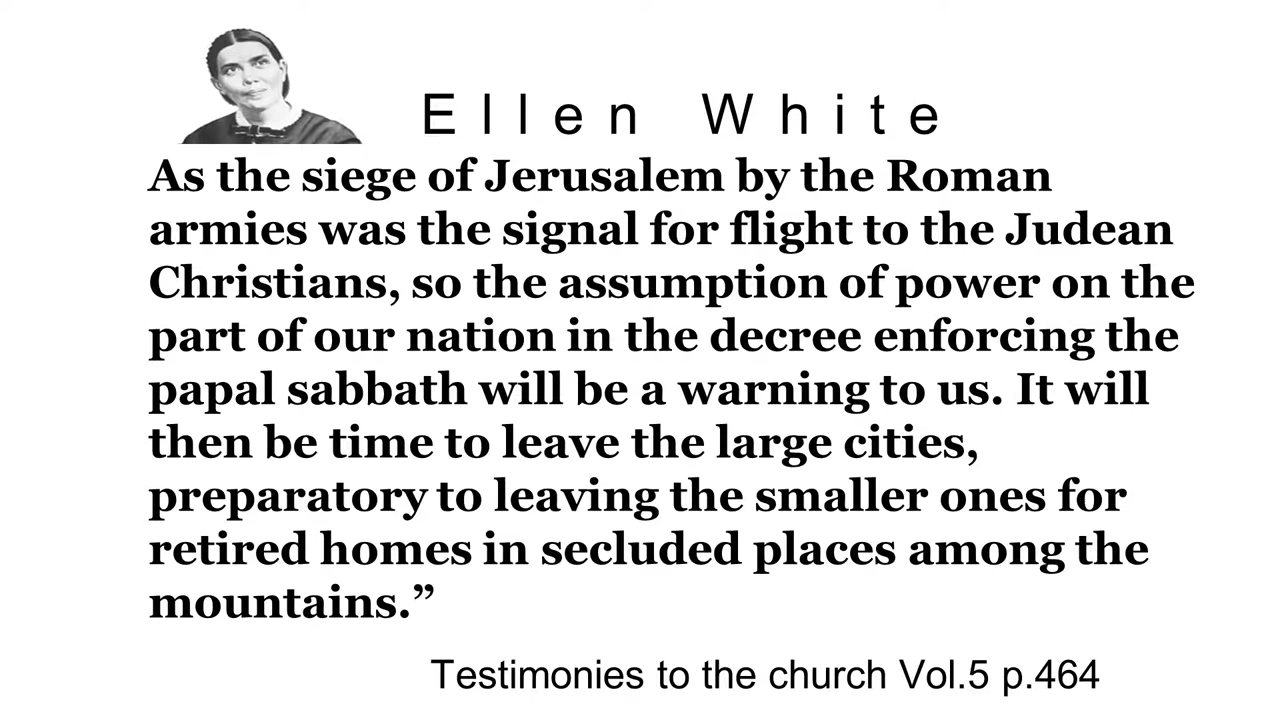 Ellen White
As the siege of Jerusalem by the Roman
armies was the signal for flight to the Judean
Christians, so the assumption of power on the
part of our nation in the decree enforcing the
papal sabbath will be a warning to us. It will
then be time to leave the large cities,
preparatory to leaving the smaller ones for
retired homes in secluded places among the
mountains.”
Testimonies to the church Vol.5 p.464